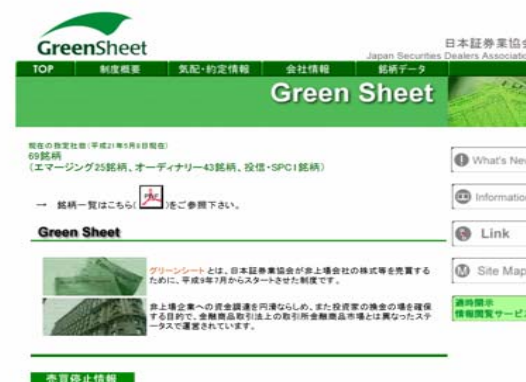 GreenSheet
日本証券業協会
Japan Securities Dealers Association
TOP 制度概要 気配・約定情報 会社情報 銘柄データ
Green Sheet
現在の指定社数(平成21年5月8日現在)
69銘柄
(エマージング25銘柄、オーディナリー43銘柄、投信・SPC1銘柄)
→ 銘柄一覧はこちら( )をご参照下さい。
What's New
Information
Link
Site Map
適時開示
情報閲覧サービス
Green Sheet
グリーンシートとは、日本証券業協会が非上場会社の株式等を売買する
ために、平成9年7月からスタートさせた制度です。
非上場企業への資金調達を円滑ならしめ、また投資家の換金の場を確保
する目的で、金融商品取引法上の取引所金融商品市場とは異なったステ
ータスで運営されています。
売買停止情報